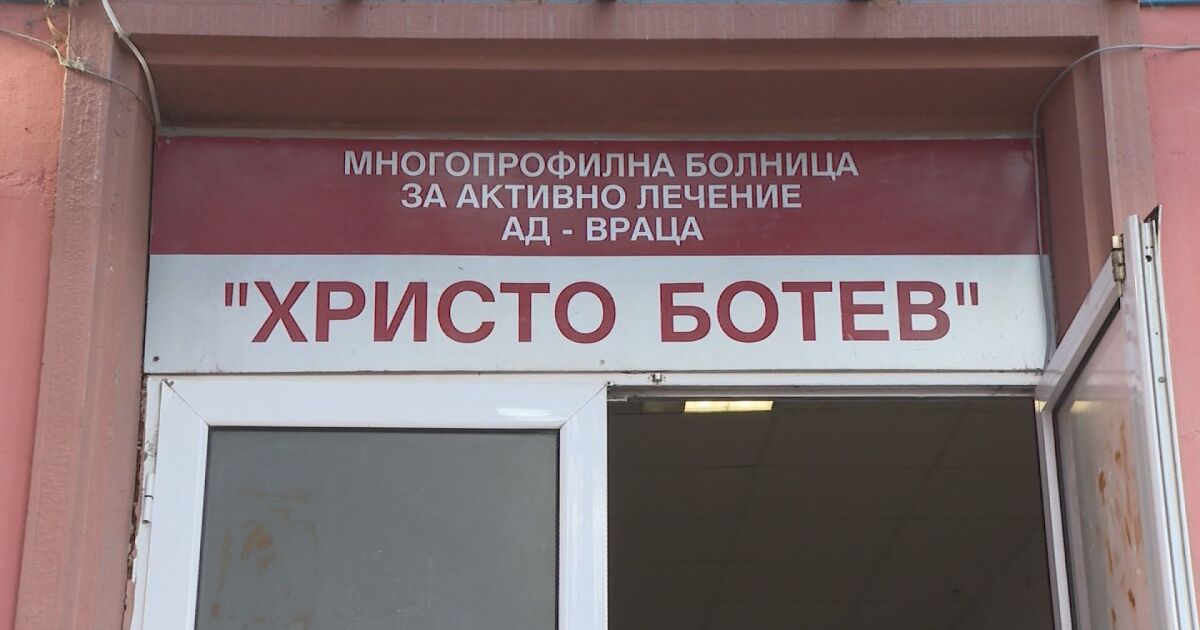 МНОГОПРОФИЛНА БОЛНИЦА
ЗА АКТИВНО ЛЕЧЕНИЕ
АД - ВРАЦА
"ХРИСТО БОТЕВ"